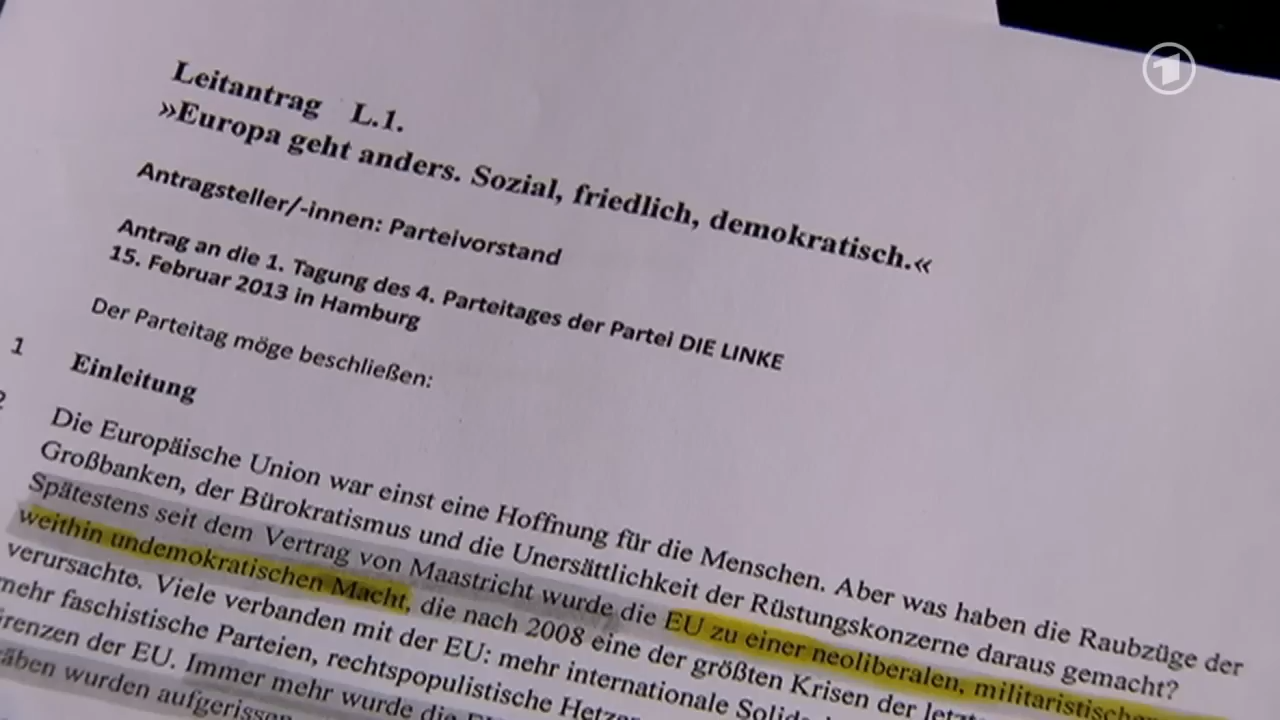 Leitantrag L.1.
»Europa geht anders. Sozial, friedlich, demokratisch.«
Antragsteller/-innen: Parteivorstand
Antrag an die 1. Tagung des 4. Parteitages der Partei DIE LINKE
15. Februar 2013 in Hamburg
Der Parteitag möge beschließen:
1 Einleitung
2 Die Europäische Union war einst eine Hoffnung für die Menschen. Aber was haben die Raubzüge der
Großbanken, der Bürokratismus und die Unersättlichkeit der Rüstungskonzerne daraus gemacht?
Spätestens seit dem Vertrag von Maastricht wurde die EU zu einer neoliberalen, militaristischen
weithin undemokratischen Macht, die nach 2008 eine der größten Krisen der
verursachte. Viele verbanden mit der EU: mehr internationale
mehr faschistische Parteien, rechtspopulistische
der EU. Immer mehr wurde die
wurden aufgerissen
1